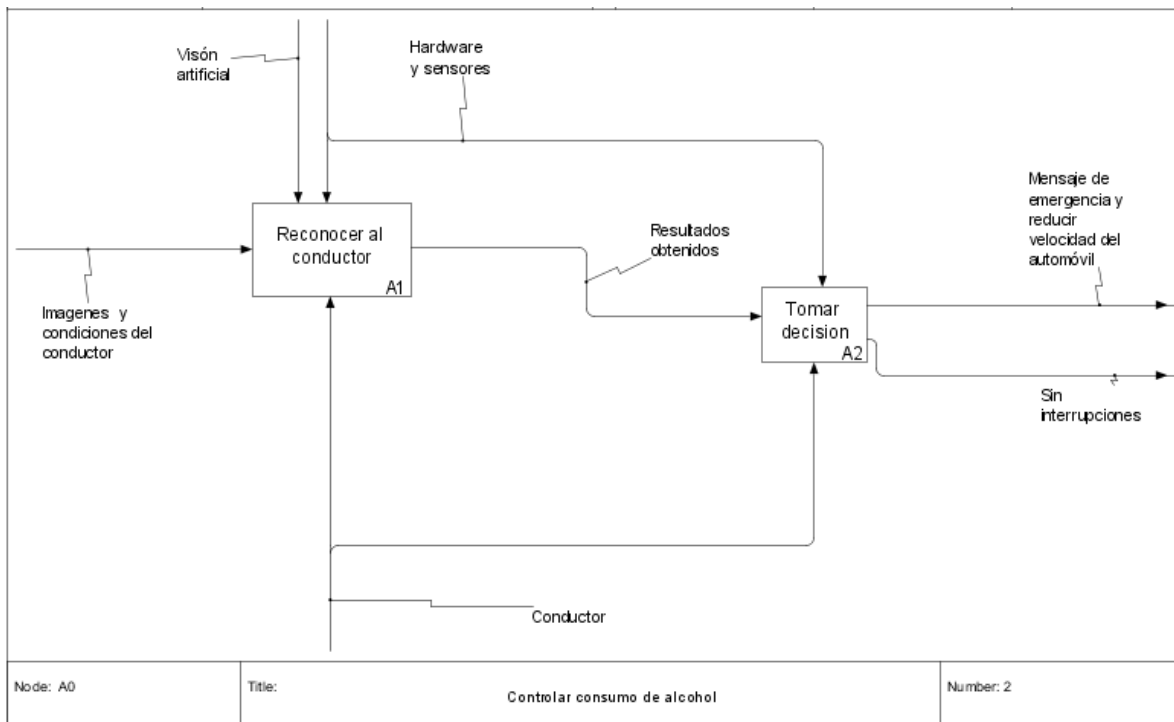 Visón
artificial
Hardware
y sensores
Mensaje de
emergencia y
reducir
velocidad del
automóvil
Reconocer al
conductor
A1
Resultados
obtenidos
Imagenes y
condiciones del
conductor
Tomar
decision
A2
Sin
interrupciones
Conductor
Node: A0
Title:
Controlar consumo de alcohol
Number: 2